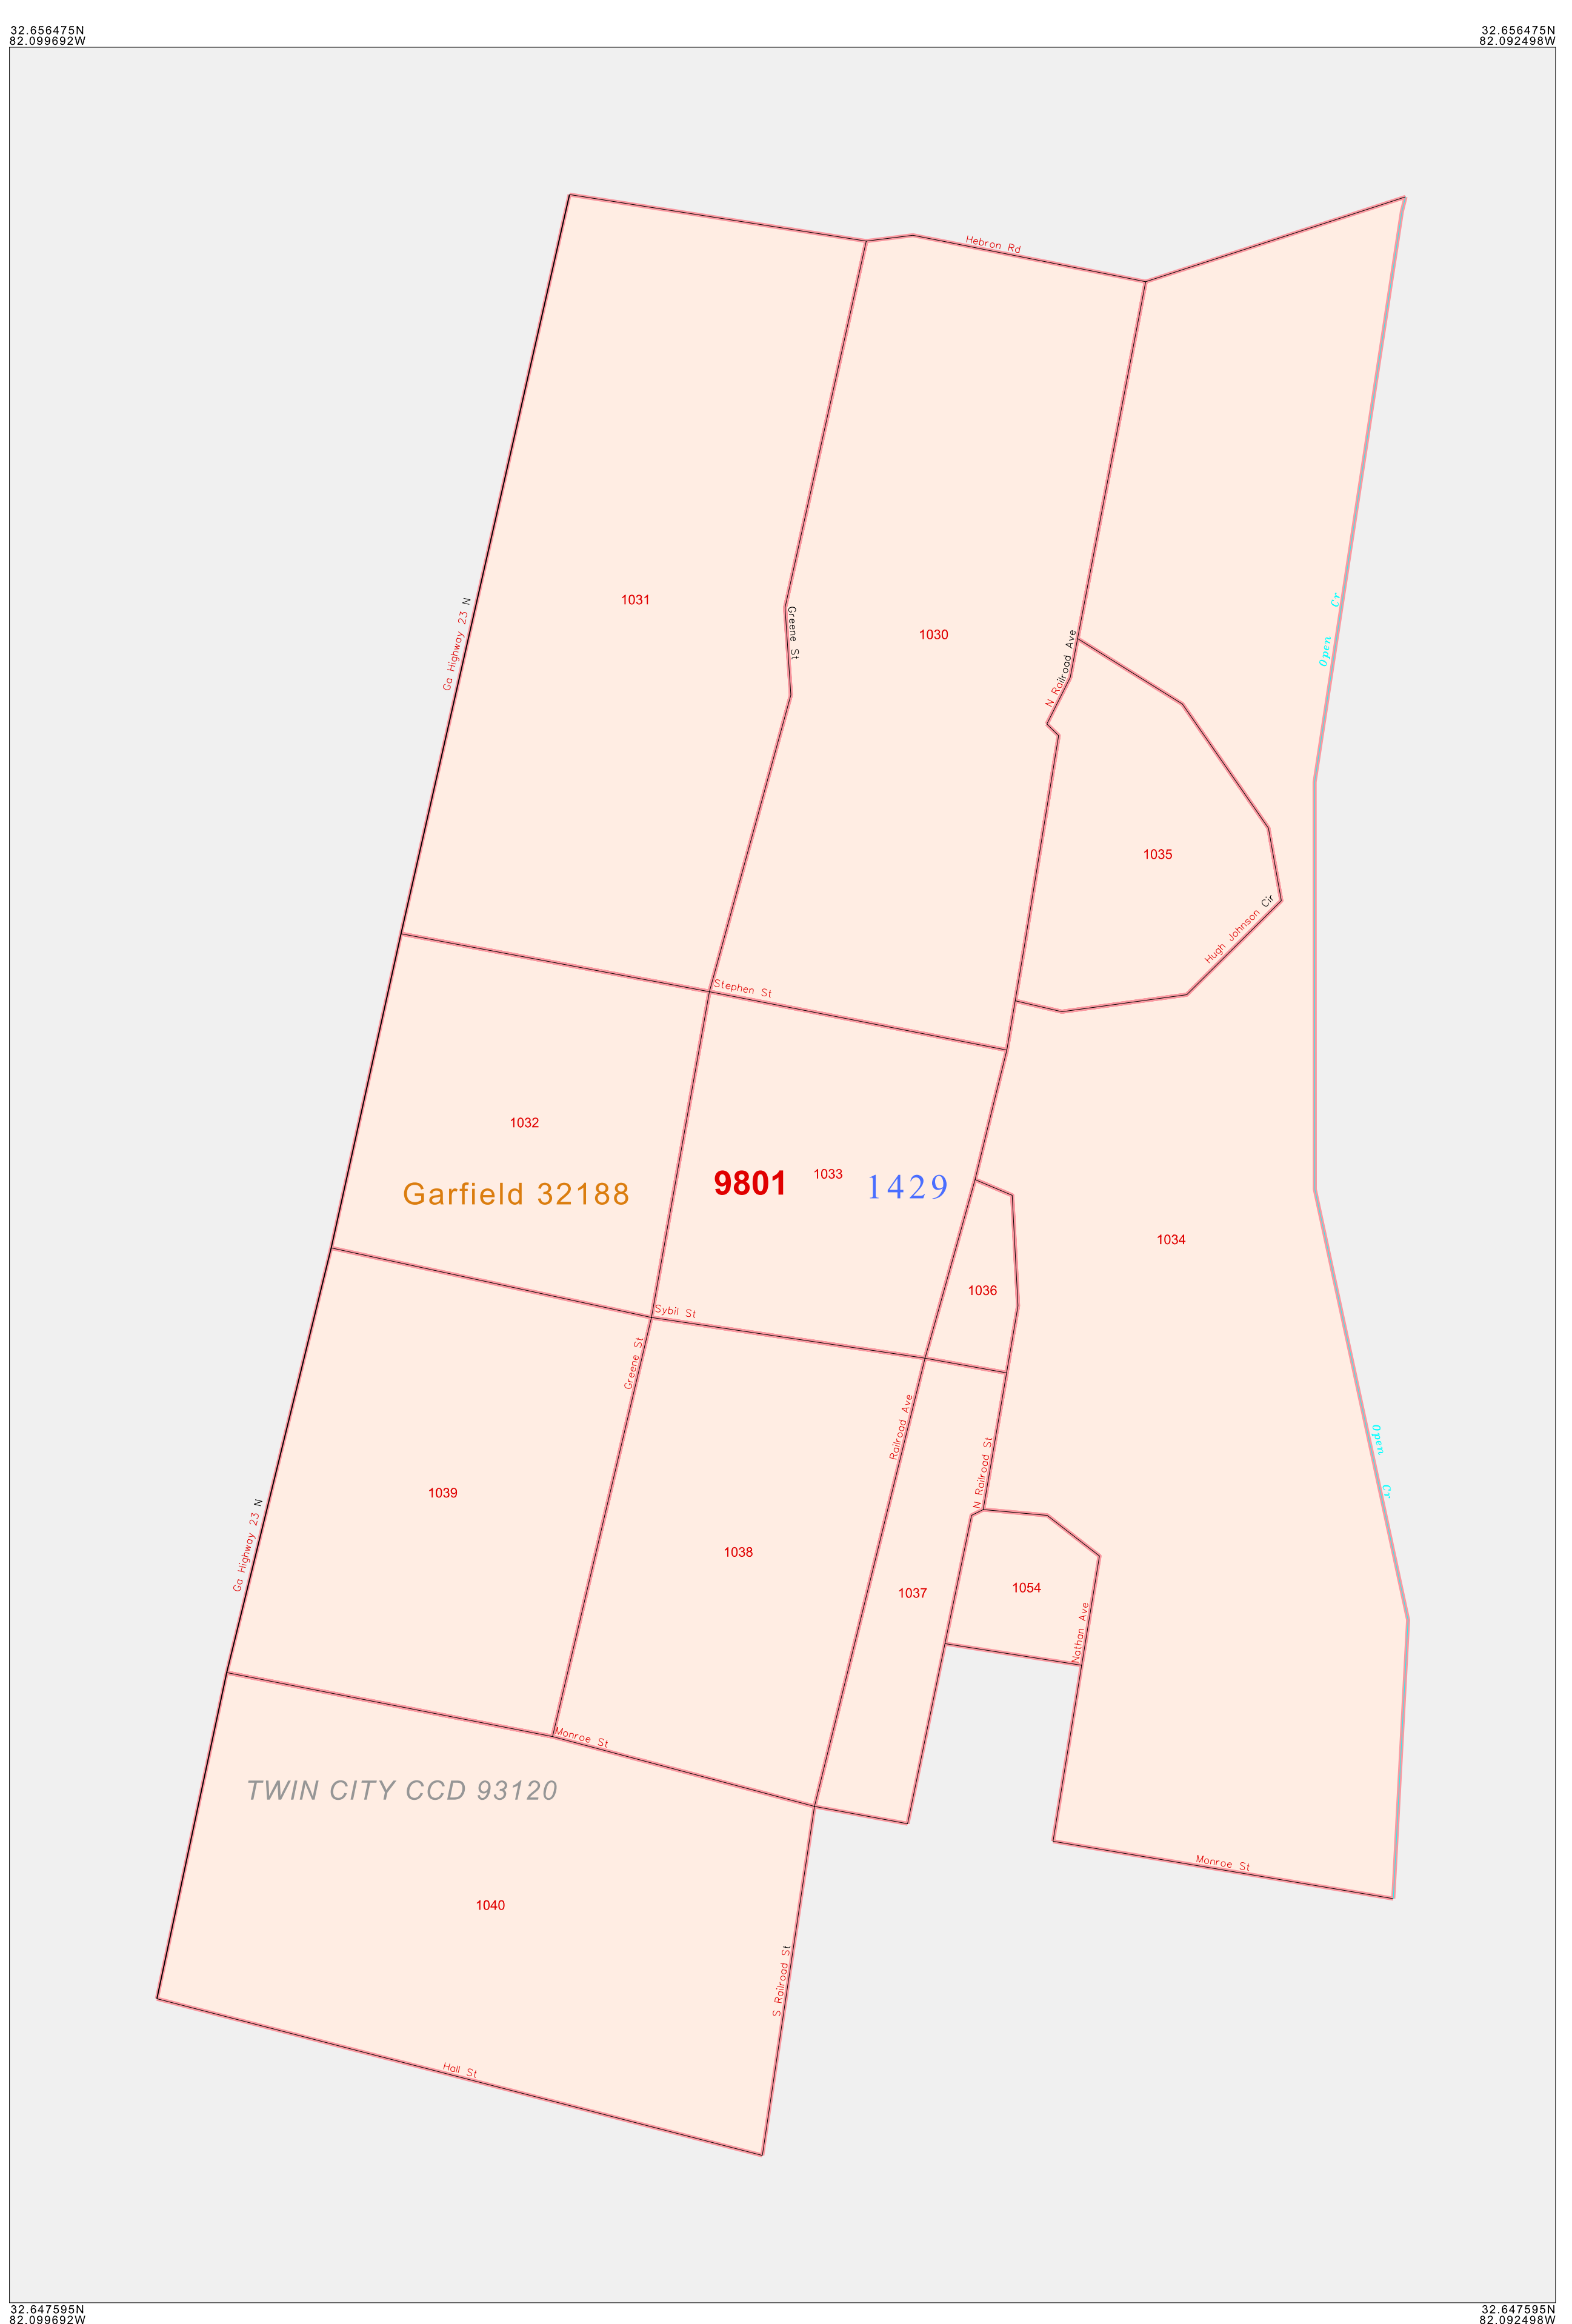 32.656475N
82.099692W
32.656475N
82.092498W
Hebron Rd
Ga Highway 23 N
1031
Greene St
1030
N Railroad Ave
Open Cr
1035
Hugh Johnson Cir
Stephen St
1032
Garfield 32188
9801
1033
1429
1034
1036
Sybil St
Greene St
Railroad Ave
N Railroad St
Open Cr
Ga Highway 23 N
1039
1038
1037
1054
Nathan Ave
Monroe St
TWIN CITY CCD 93120
Monroe St
1040
S Railroad St
Hall St
32.647595N
82.099692W
32.647595N
82.092498W